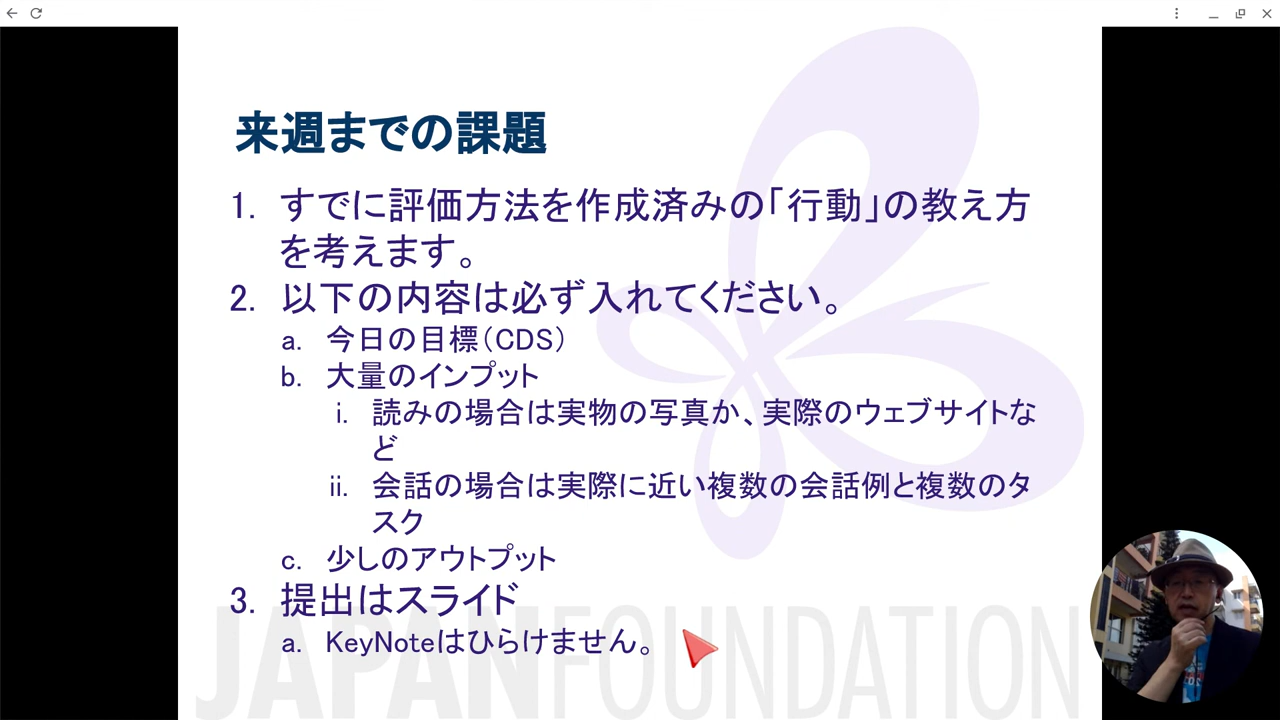 来週までの課題
1. すでに評価方法を作成済みの「行動」の教え方
を考えます。
2. 以下の内容は必ず入れてください。
a. 今日の目標(CDS)
b. 大量のインプット
i. 読みの場合は実物の写真か、実際のウェブサイトな
ど
ii. 会話の場合は実際に近い複数の会話例と複数のタ
スク
c. 少しのアウトプット
3. 提出はスライド
a. KeyNoteはひらけません。
JAPANFOUNDATION